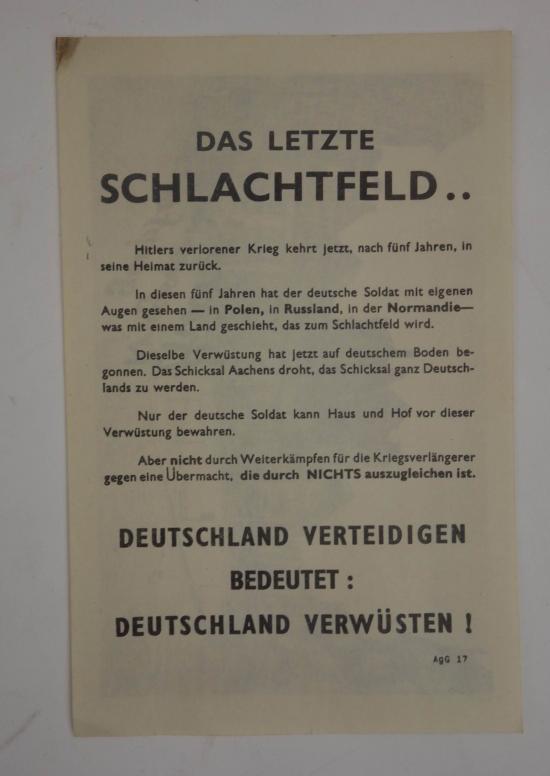 DAS LETZTE
SCHLACHTFELD..
Hitlers verlorener Krieg kehrt jetzt, nach fünf Jahren, in
seine Heimat zurück.
In diesen fünf Jahren hat der deutsche Soldat mit eigenen
Augen gesehen — in Polen, in Russland, in der Normandie—
was mit einem Land geschieht, das zum Schlachtfeld wird.
Dieselbe Verwüstung hat jetzt auf deutschem Boden be-
gonnen. Das Schicksal Aachens droht, das Schicksal ganz Deutsch-
lands zu werden.
Nur der deutsche Soldat kann Haus und Hof vor dieser
Verwüstung bewahren.
Aber nicht durch Weiterkämpfen für die Kriegsverlängerer
gegen eine Übermacht, die durch NICHTS auszugleichen ist.
DEUTSCHLAND VERTEIDIGEN
BEDEUTET :
DEUTSCHLAND VERWÜSTEN !
AgG 17